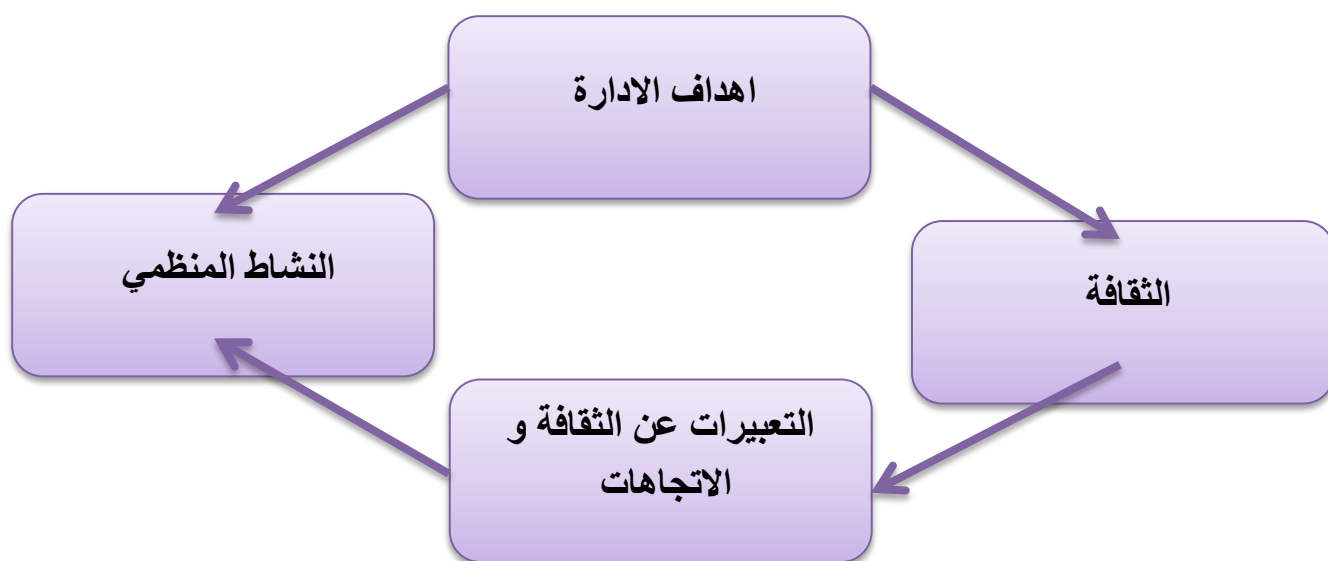 اهداف الادارة
الثقافة
النشاط المنظمي
التعبيرات عن الثقافة و
الاتجاهات